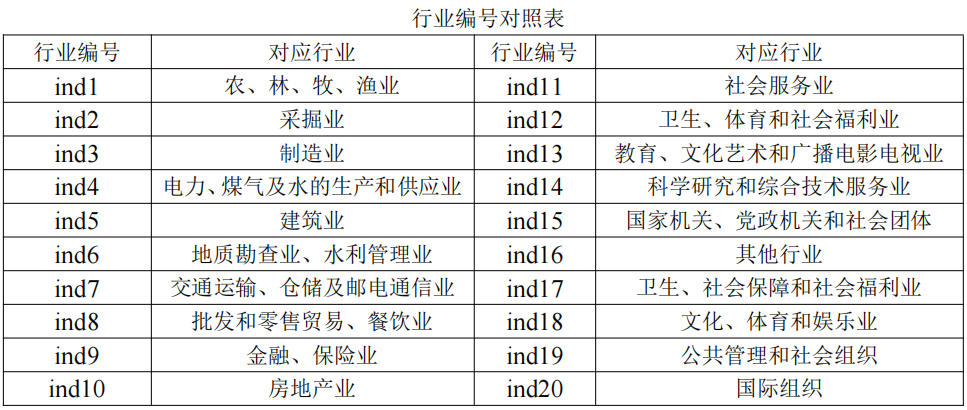 行业编号对照表
行业编号 对应行业 行业编号 对应行业
ind1 农、林、牧、渔业 ind11 社会服务业
ind2 采掘业 ind12 卫生、体育和社会福利业
ind3 制造业 ind13 教育、文化艺术和广播电影电视业
ind4 电力、煤气及水的生产和供应业 ind14 科学研究和综合技术服务业
ind5 建筑业 ind15 国家机关、党政机关和社会团体
ind6 地质勘查业、水利管理业 ind16 其他行业
ind7 交通运输、仓储及邮电通信业 ind17 卫生、社会保障和社会福利业
ind8 批发和零售贸易、餐饮业 ind18 文化、体育和娱乐业
ind9 金融、保险业 ind19 公共管理和社会组织
ind10 房地产业 ind20 国际组织